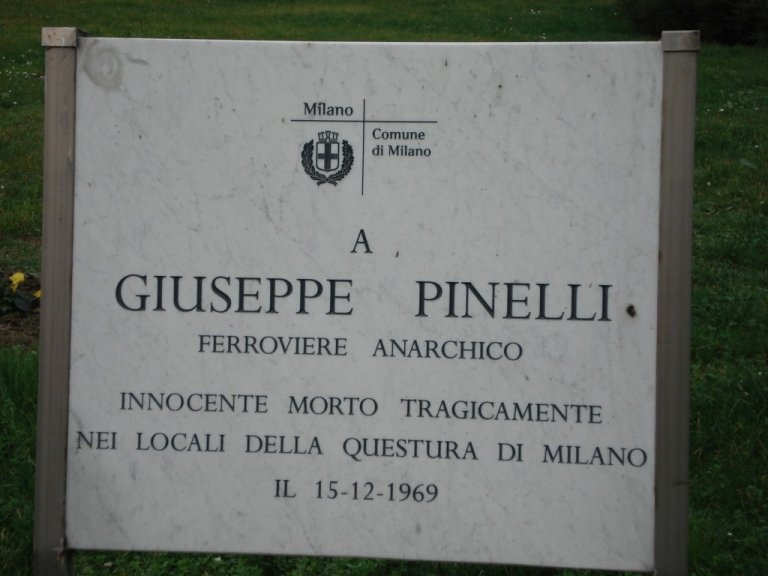 Milano
Comune
di Milano
A
GIUSEPPE PINELLI
FERROVIERE ANARCHICO
INNOCENTE MORTO TRAGICAMENTE
NEI LOCALI DELLA QUESTURA DI MILANO
IL 15-12-1969